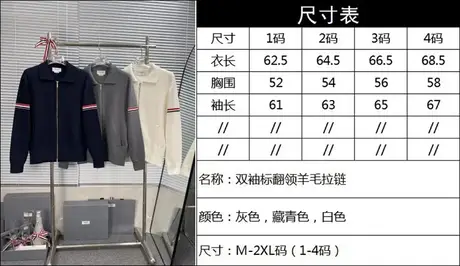 尺寸表
尺寸 1码 2码 3码 4码
衣长 62.5 64.5 66.5 68.5
胸围 52 54 56 58
袖长 61 63 65 67
// // // // //
// // // // //
名称：双袖标翻领羊毛拉链
颜色：灰色，藏青色，白色
尺寸：M-2XL码（1-4码）